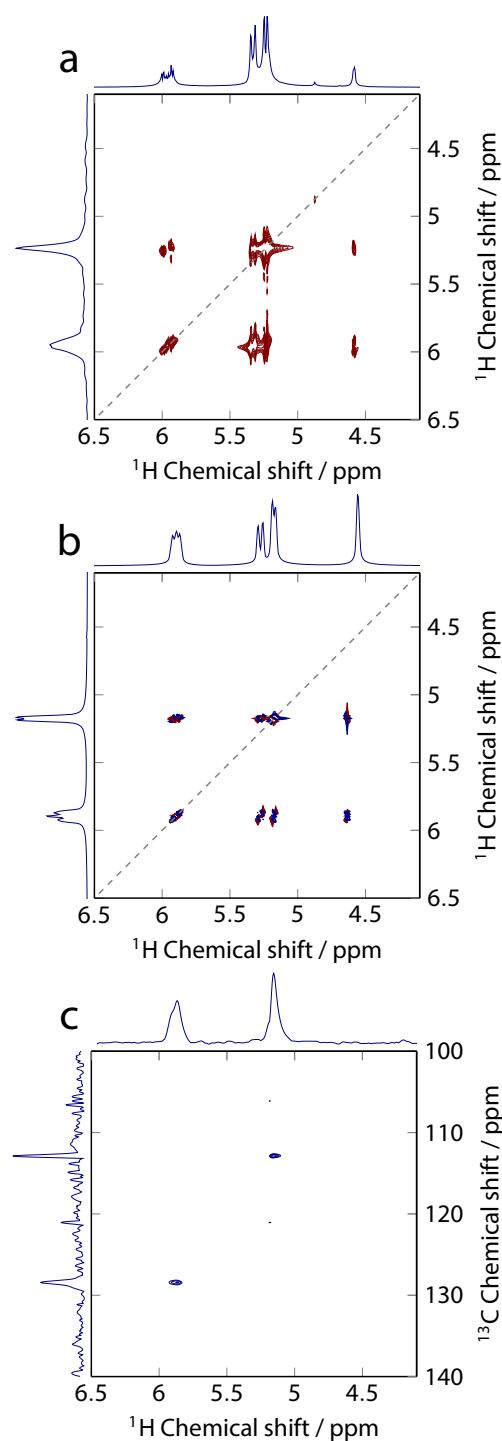 a
4.5
5
5.5
6
6.5
6.5 6 5.5 5 4.5
¹H Chemical shift / ppm
¹H Chemical shift / ppm
b
4.5
5
5.5
6
6.5
6.5 6 5.5 5 4.5
¹H Chemical shift / ppm
¹H Chemical shift / ppm
c
100
110
120
130
140
6.5 6 5.5 5 4.5
¹³C Chemical shift / ppm
¹H Chemical shift / ppm